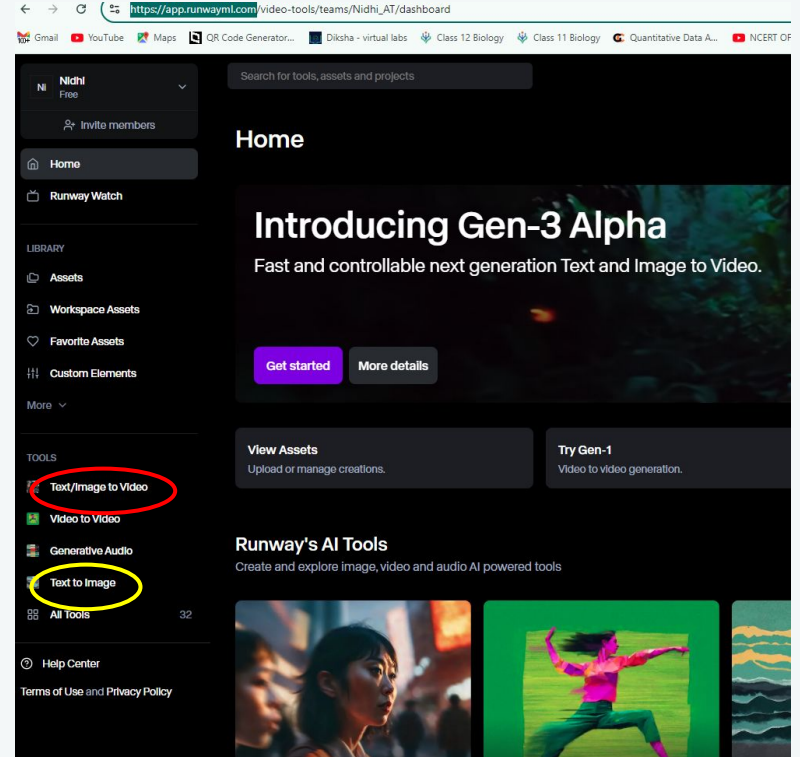 https://app.runwayml.com/video-tools/teams/Nidhi_AT/dashboard
Gmail YouTube Maps QR Code Generator... Diksha - virtual labs Class 12 Biology Class 11 Biology Quantitative Data A... NCERT OF
Ni Nidhi
Free
Invite members
Home
Runway Watch
LIBRARY
Assets
Workspace Assets
Favorite Assets
Custom Elements
More
TOOLS
Text/Image to Video
Video to Video
Generative Audio
Text to Image
All Tools 32
Help Center
Terms of Use and Privacy Policy
Search for tools, assets and projects
Home
Introducing Gen-3 Alpha
Fast and controllable next generation Text and Image to Video.
Get started More details
View Assets
Upload or manage creations.
Try Gen-1
Video to video generation.
Runway's AI Tools
Create and explore image, video and audio AI powered tools